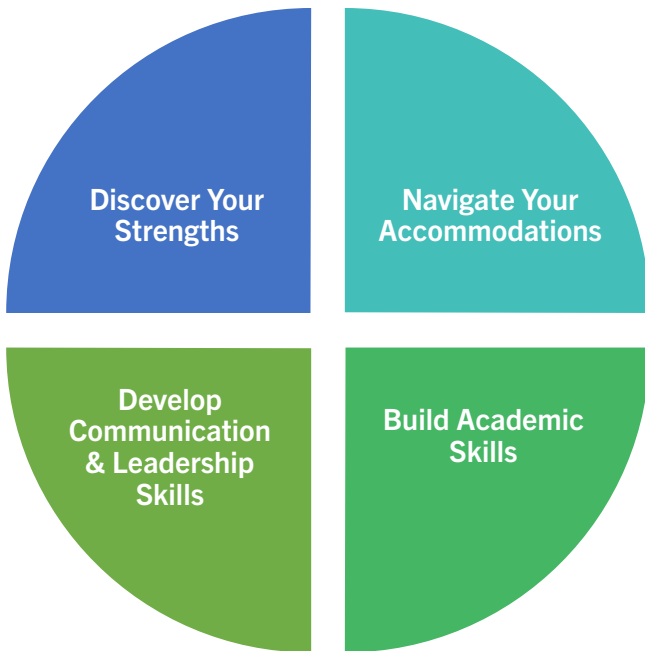 Discover Your
Strengths
Navigate Your
Accommodations
Develop
Communication
& Leadership
Skills
Build Academic
Skills